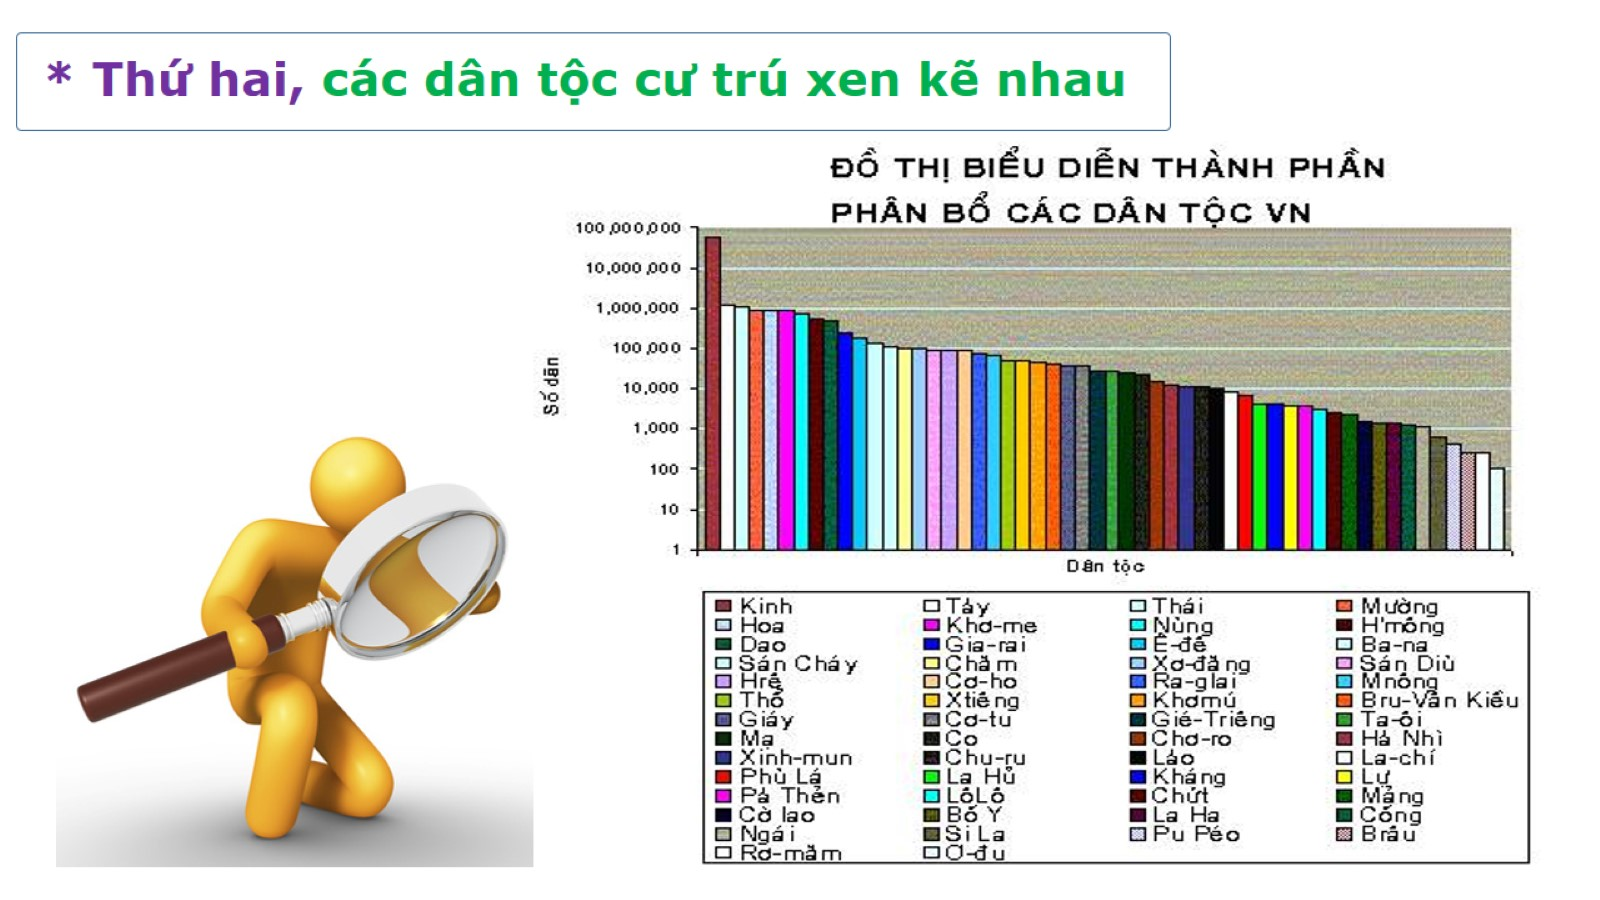 * Thứ hai, các dân tộc cư trú xen kẽ nhau
ĐỒ THỊ BIỂU DIỄN THÀNH PHẦN
PHÂN BỔ CÁC DÂN TỘC VN
100,000,000
10,000,000
1,000,000
100,000
10,000
1,000
100
10
1
Số dân
Dân tộc
Kinh Tày Thái Mường
Hoa Khơ-me Nùng H'mông
Dao Gia-rai Ê-đê Ba-na
Sán Cháy Chăm Xơ-đăng Sán Dìu
Hrê Cơ-ho Ra-glai Mnông
Thổ Xtiêng Khơmú Bru-Vân Kiều
Giáy Cơ-tu Gié-Triêng Ta-ôi
Mạ Co Chơ-ro Hà Nhì
Xinh-mun Chu-ru Lào La-chí
Phù Lá La Hủ Kháng Lự
Pà Thẻn LôLô Chứt Mảng
Cờ lao Bố Y La Ha Cống
Ngái Si La Pu Péo Brâu
Rơ-măm Ơ-đu